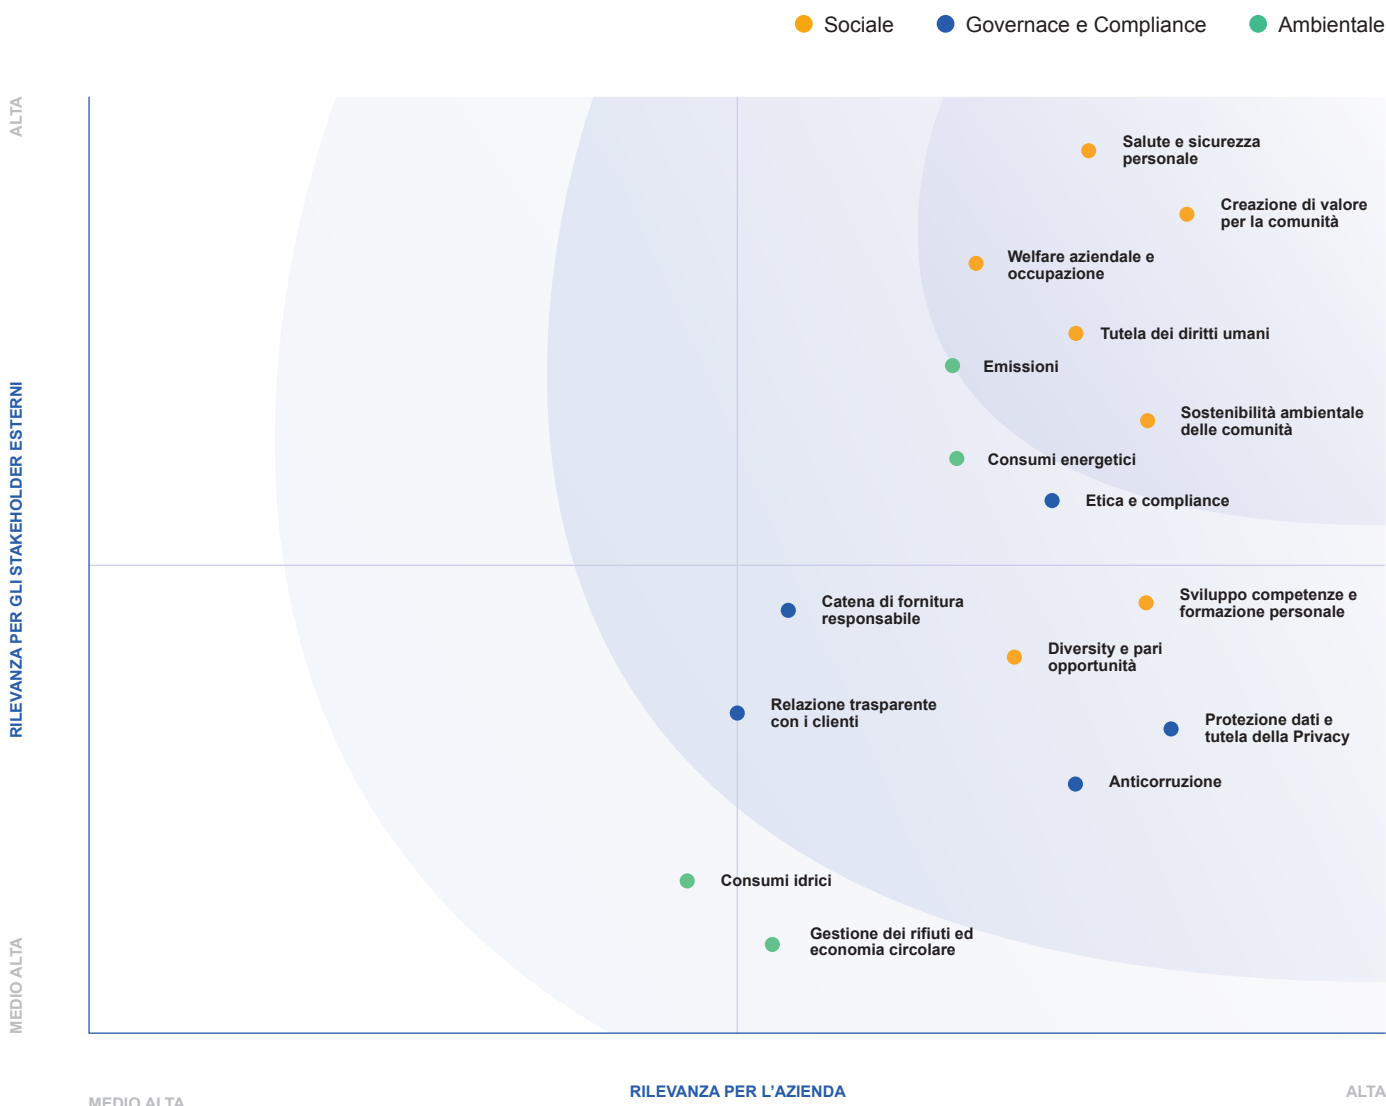 Sociale
Governace e Compliance
Ambientale
ALTA
RILEVANZA PER GLI STAKEHOLDER ESTERNI
MEDIO ALTA
Salute e sicurezza
personale
Creazione di valore
per la comunità
Welfare aziendale e
occupazione
Tutela dei diritti umani
Emissioni
Sostenibilità ambientale
delle comunità
Consumi energetici
Etica e compliance
Catena di fornitura
responsabile
Sviluppo competenze e
formazione personale
Diversity e pari
opportunità
Relazione trasparente
con i clienti
Protezione dati e
tutela della Privacy
Anticorruzione
Consumi idrici
Gestione dei rifiuti ed
economia circolare
MEDIO ALTA
RILEVANZA PER L'AZIENDA
ALTA